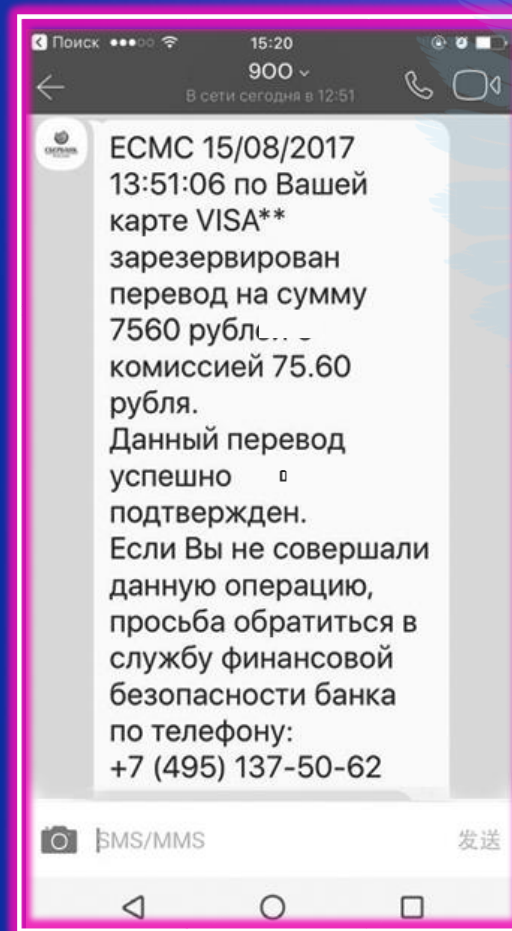 Поиск 15:20
900
В сети сегодня в 12:51
СБЕРБАНК
ЕСМС 15/08/2017
13:51:06 по Вашей
карте VISA**
зарезервирован
перевод на сумму
7560
комиссией 75.60
рубля.
Данный перевод
успешно
подтвержден.
Если Вы не совершали
данную операцию,
просьба обратиться в
службу финансовой
безопасности банка
по телефону:
+7 (495) 137-50-62
SMS/MMS 发送